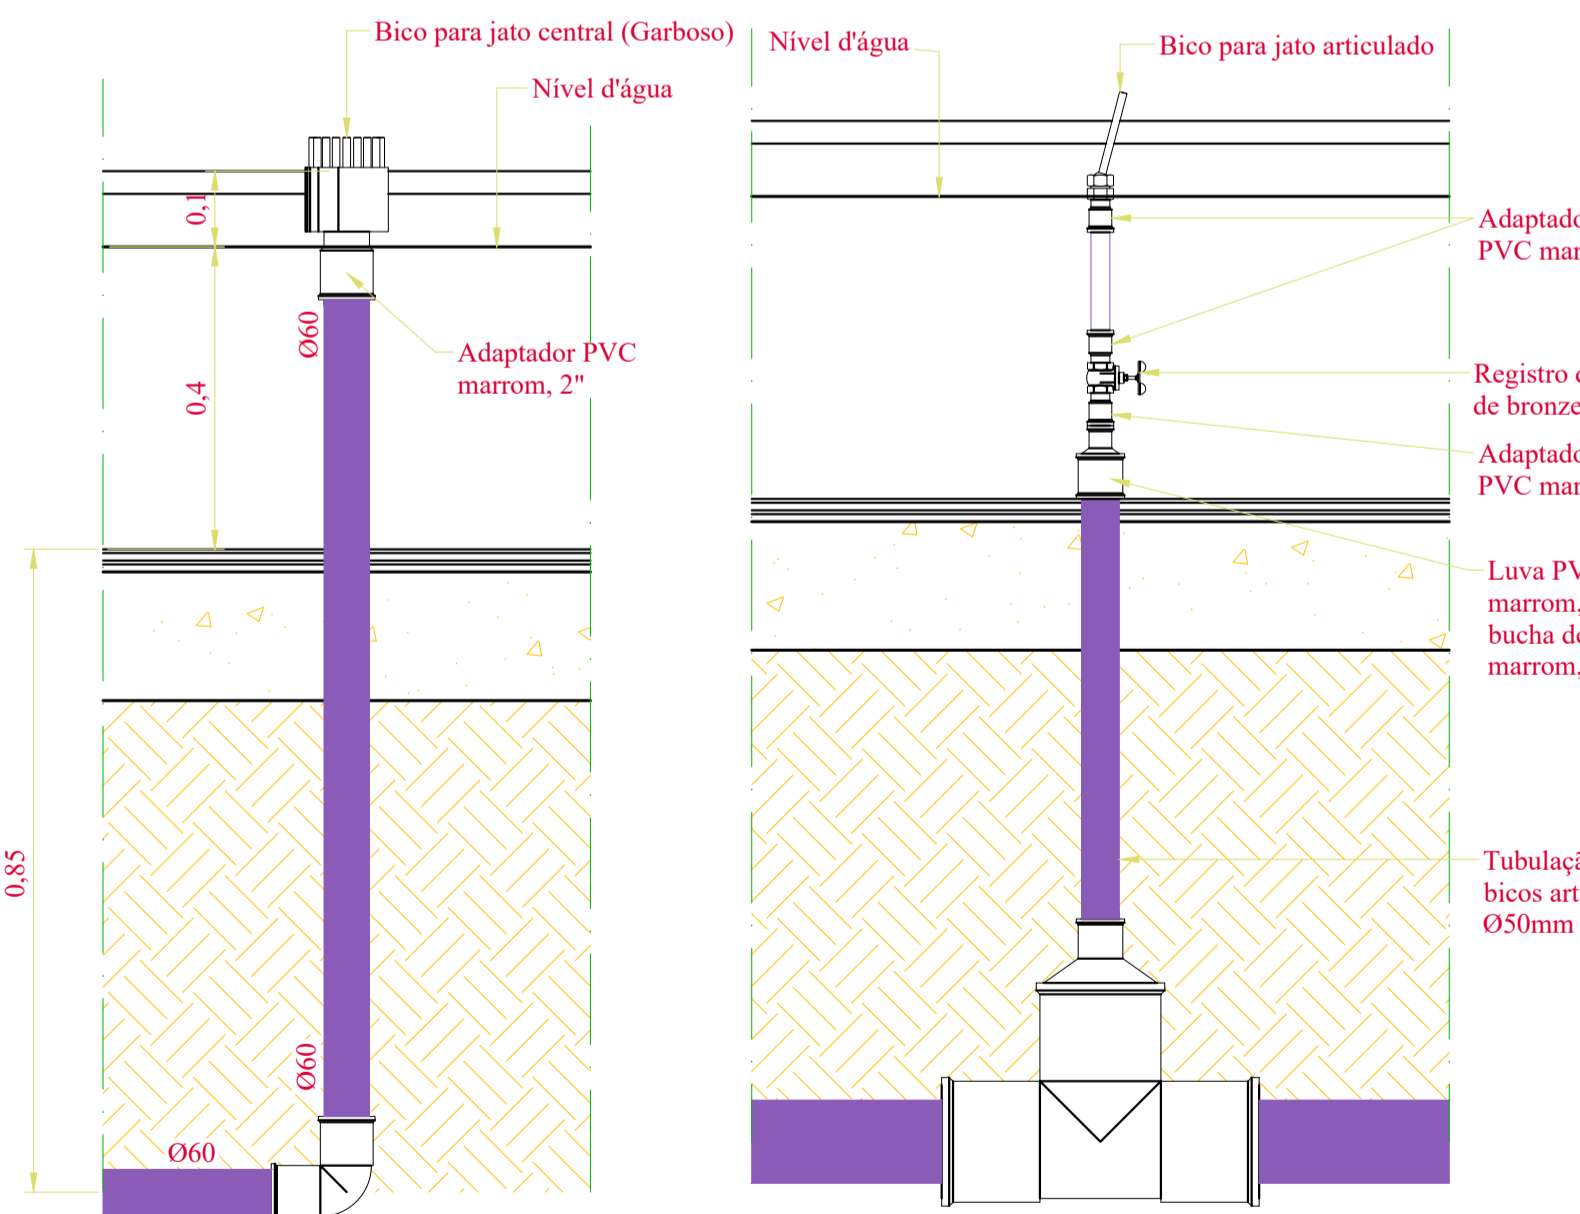 Bico para jato central (Garboso)
Nível d'água
0,1
Ø60
0,4
Adaptador PVC
marrom, 2"
0,85
Ø60
Ø60
Nível d'água
Bico para jato articulado
Adaptado
PVC mar
Registro
de bronze
Adaptado
PVC mar
Luva PV
marrom,
bucha de
marrom,
Tubulaçã
bicos art
Ø50mm